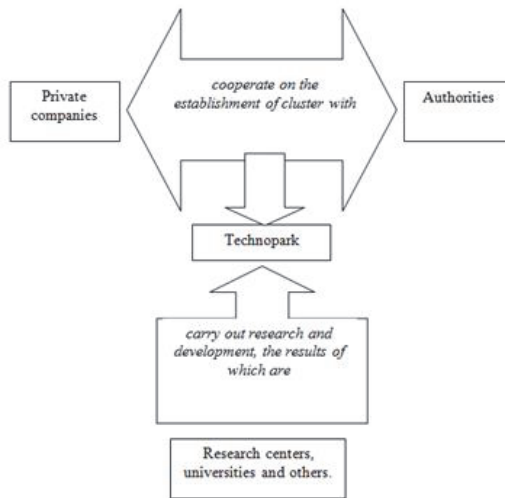 cooperate on the
establishment of cluster with
Private
companies
Authorities
Technopark
carry out research and
development, the results of
which are
Research centers,
universities and others.